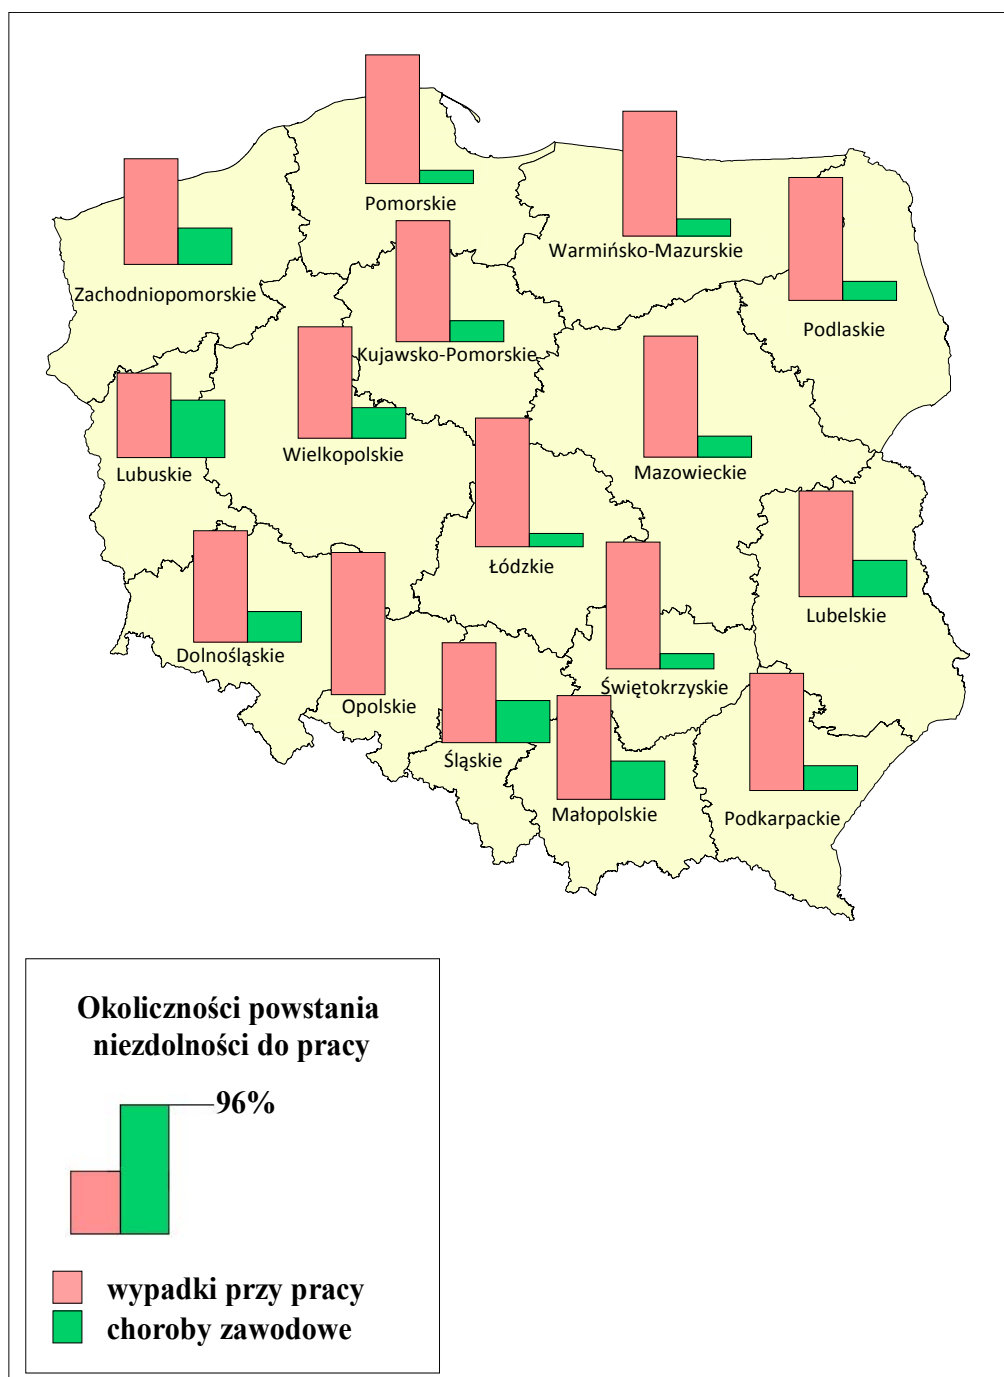 Pomorskie
Warmińsko-Mazurskie
Zachodniopomorskie
Podlaskie
Kujawsko-Pomorskie
Wielkopolskie
Mazowieckie
Lubuskie
Łódzkie
Lubelskie
Dolnośląskie
Świętokrzyskie
Opolskie
Śląskie
Małopolskie
Podkarpackie
Okoliczności powstania
niezdolności do pracy
96%
wypadki przy pracy
choroby zawodowe